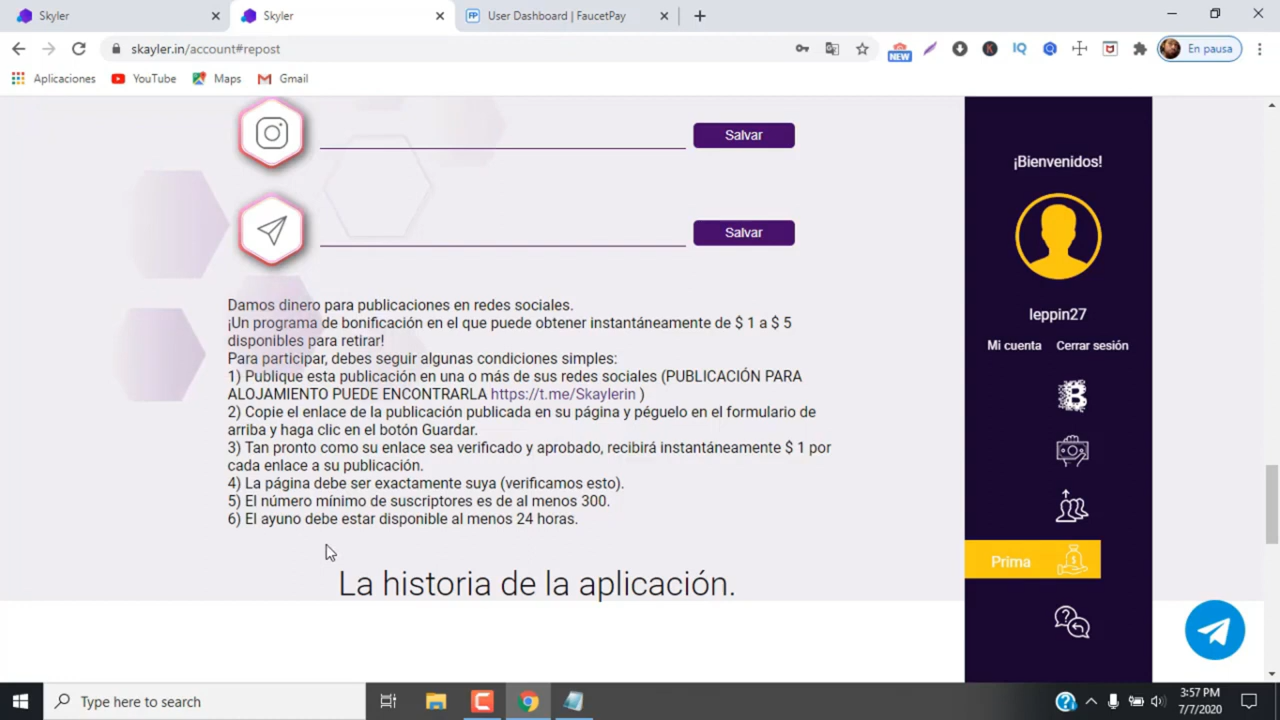 Skyler
Skyler
User Dashboard | FaucetPay
skayler.in/account#repost
NEW
IQ
En pausa
Aplicaciones
YouTube
Maps
Gmail
Salvar
Salvar
Damos dinero para publicaciones en redes sociales.
¡Un programa de bonificación en el que puede obtener instantáneamente de $ 1 a $ 5
disponibles para retirar!
Para participar, debes seguir algunas condiciones simples:
1) Publique esta publicación en una o más de sus redes sociales (PUBLICACIÓN PARA
ALOJAMIENTO PUEDE ENCONTRARLA https://t.me/Skaylerin )
2) Copie el enlace de la publicación publicada en su página y péguelo en el formulario de
arriba y haga clic en el botón Guardar.
3) Tan pronto como su enlace sea verificado y aprobado, recibirá instantáneamente $ 1 por
cada enlace a su publicación.
4) La página debe ser exactamente suya (verificamos esto).
5) El número mínimo de suscriptores es de al menos 300.
6) El ayuno debe estar disponible al menos 24 horas.
La historia de la aplicación.
¡Bienvenidos!
leppin27
Mi cuenta Cerrar sesión
Prima
Type here to search
3:57 PM
7/7/2020